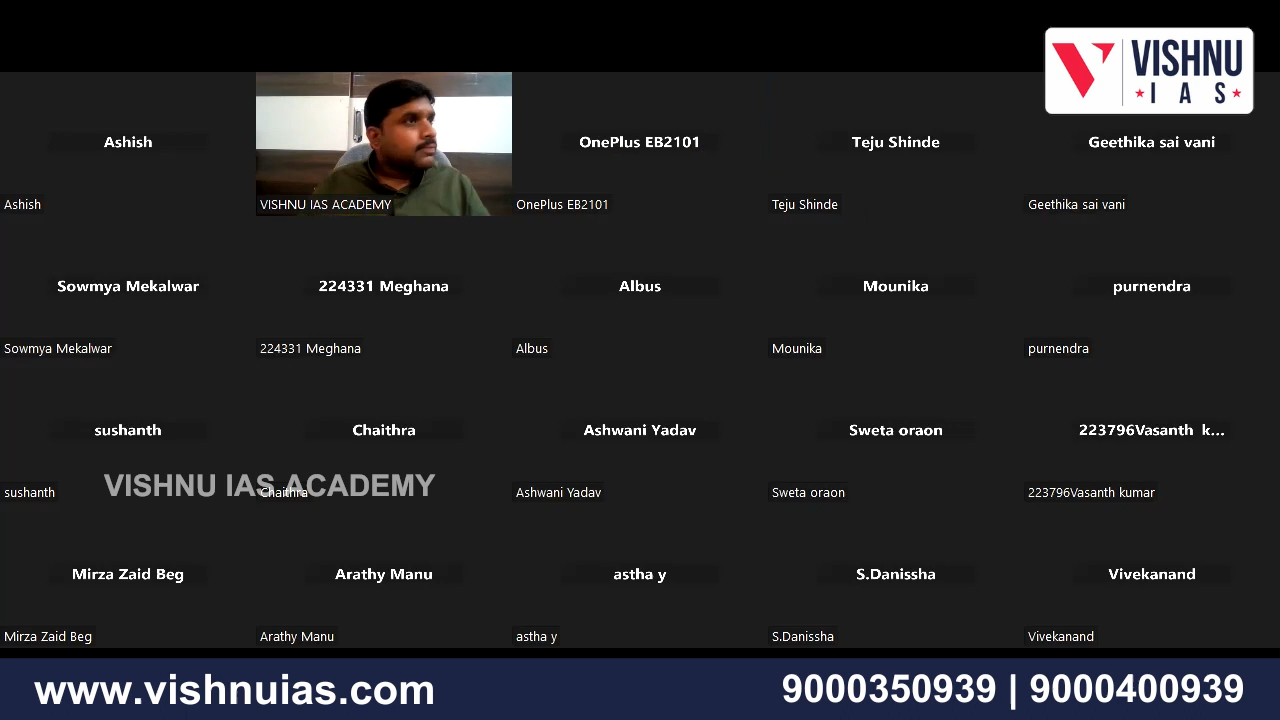 VISHNU
IAS
Ashish
OnePlus EB2101
Teju Shinde
Geethika sai vani
Ashish
VISHNU IAS ACADEMY
OnePlus EB2101
Teju Shinde
Geethika sai vani
Sowmya Mekalwar
224331 Meghana
Albus
Mounika
purnendra
Sowmya Mekalwar
224331 Meghana
Albus
Mounika
purnendra
sushanth
Chaithra
Ashwani Yadav
Sweta oraon
223796Vasanth k...
VISHNU IAS ACADEMY
sushanth
Chaithra
Ashwani Yadav
Sweta oraon
223796Vasanth kumar
Mirza Zaid Beg
Arathy Manu
astha y
S.Danissha
Vivekanand
Mirza Zaid Beg
Arathy Manu
astha y
S.Danissha
Vivekanand
www.vishnuias.com
9000350939 | 9000400939